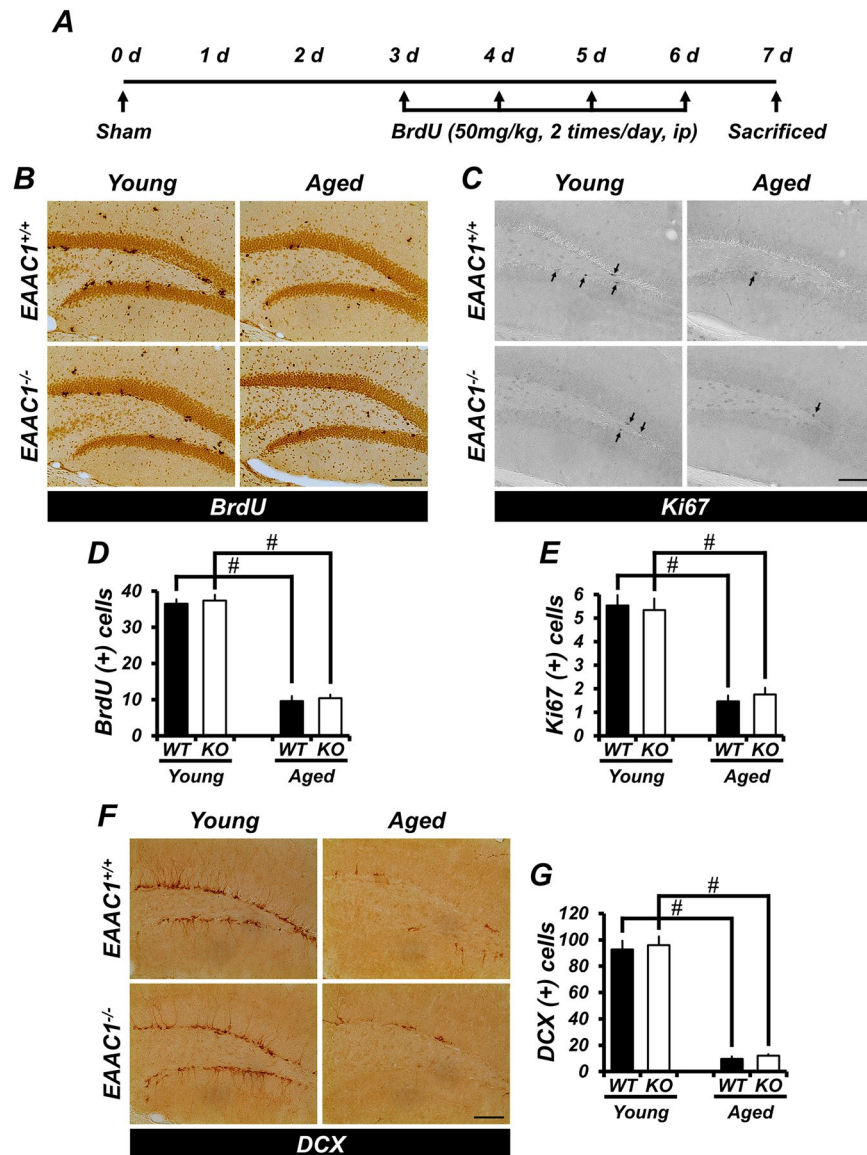 A
0 d 1 d 2 d 3 d 4 d 5 d 6 d 7 d
Sham BrdU (50mg/kg, 2 times/day, ip) Sacrificed
B
Young Aged
EAAC1+/+
EAAC1-/-
BrdU
C
Young Aged
EAAC1+/+
EAAC1-/-
Ki67
D
#
#
BrdU (+) cells
40
30
20
10
0
WT KO WT KO
Young Aged
E
#
#
Ki67 (+) cells
6
5
4
3
2
1
0
WT KO WT KO
Young Aged
F
Young Aged
EAAC1+/+
EAAC1-/-
DCX
G
#
#
DCX (+) cells
120
100
80
60
40
20
0
WT KO WT KO
Young Aged